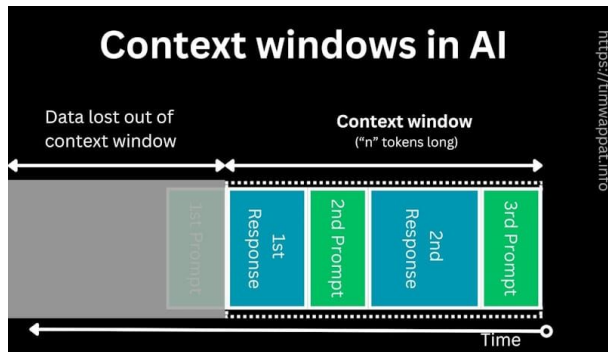 Context windows in AI
https://timwappat.info
Data lost out of
context window
Context window
("n" tokens long)
1st Prompt
1st
Response
2nd Prompt
2nd
Response
3rd Prompt
Time